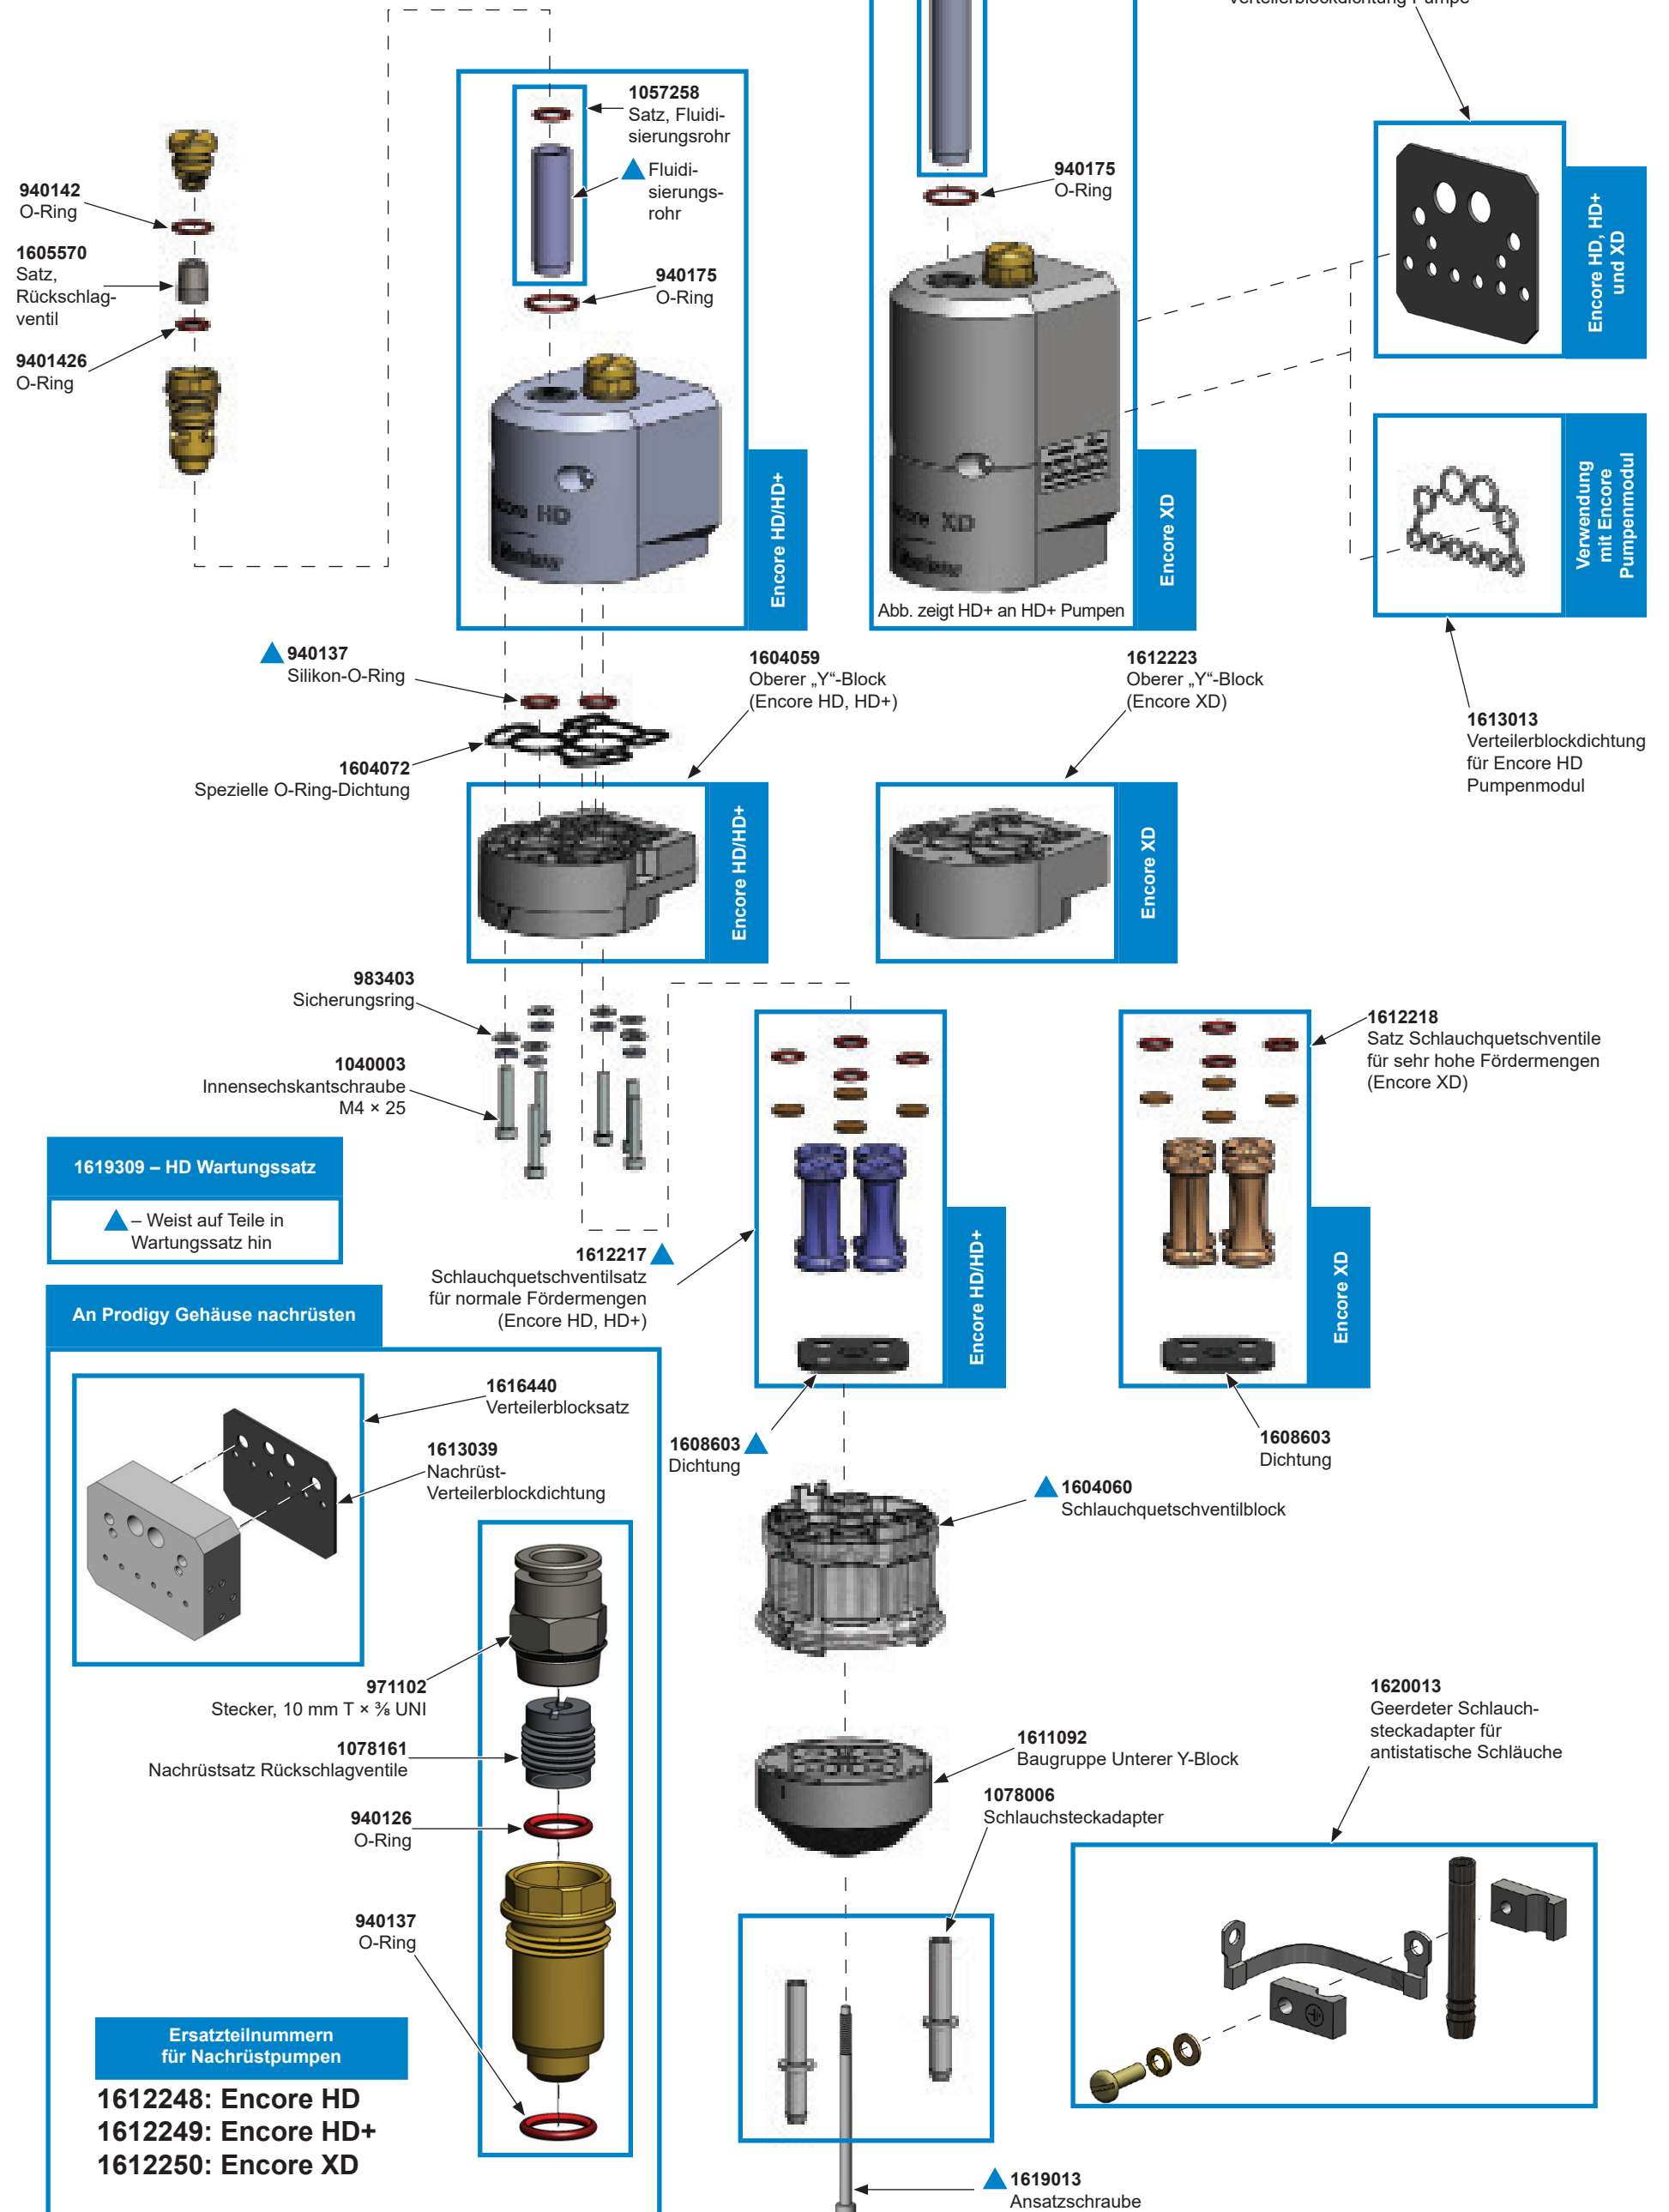 Verteilerblockdichtung Pumpe
1057258
Satz, Fluidi-
sierungsrohr
Fluidi-
sierungs-
rohr
940175
O-Ring
940142
O-Ring
1605570
Satz,
Rückschlag-
ventil
9401426
O-Ring
Encore HD
Encore HD/HD+
940175
O-Ring
Encore XD
Abb. zeigt HD+ an HD+ Pumpen
Encore XD
Encore HD, HD+
und XD
Verwendung
mit Encore
Pumpenmodul
1613013
Verteilerblockdichtung
für Encore HD
Pumpenmodul
940137
Silikon-O-Ring
1604072
Spezielle O-Ring-Dichtung
1604059
Oberer „Y“-Block
(Encore HD, HD+)
Encore HD/HD+
1612223
Oberer „Y“-Block
(Encore XD)
Encore XD
983403
Sicherungsring
1040003
Innensechskantschraube
M4 × 25
1619309 – HD Wartungssatz
– Weist auf Teile in
Wartungssatz hin
1612217
Schlauchquetschventilsatz
für normale Fördermengen
(Encore HD, HD+)
Encore HD/HD+
1612218
Satz Schlauchquetschventile
für sehr hohe Fördermengen
(Encore XD)
Encore XD
1608603
Dichtung
1608603
Dichtung
An Prodigy Gehäuse nachrüsten
1616440
Verteilerblocksatz
1613039
Nachrüst-
Verteilerblockdichtung
971102
Stecker, 10 mm T × ⅜ UNI
1078161
Nachrüstsatz Rückschlagventile
940126
O-Ring
940137
O-Ring
Ersatzteilnummern
für Nachrüstpumpen
1612248: Encore HD
1612249: Encore HD+
1612250: Encore XD
1604060
Schlauchquetschventilblock
1611092
Baugruppe Unterer Y-Block
1078006
Schlauchsteckadapter
1620013
Geerdeter Schlauch-
steckadapter für
antistatische Schläuche
1619013
Ansatzschraube